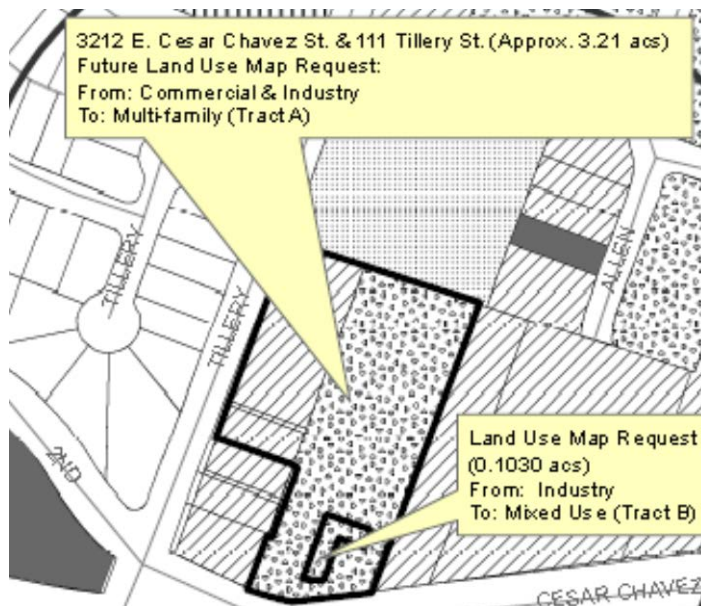 3212 E. Cesar Chavez St. & 111 Tillery St. (Approx. 3.21 acs)
Future Land Use Map Request:
From: Commercial & Industry
To: Multi-family (Tract A)
TILLERY
TILLERY
ALLEN
2ND
Land Use Map Request
(0.1030 acs)
From: Industry
To: Mixed Use (Tract B)
CESAR CHAVEZ